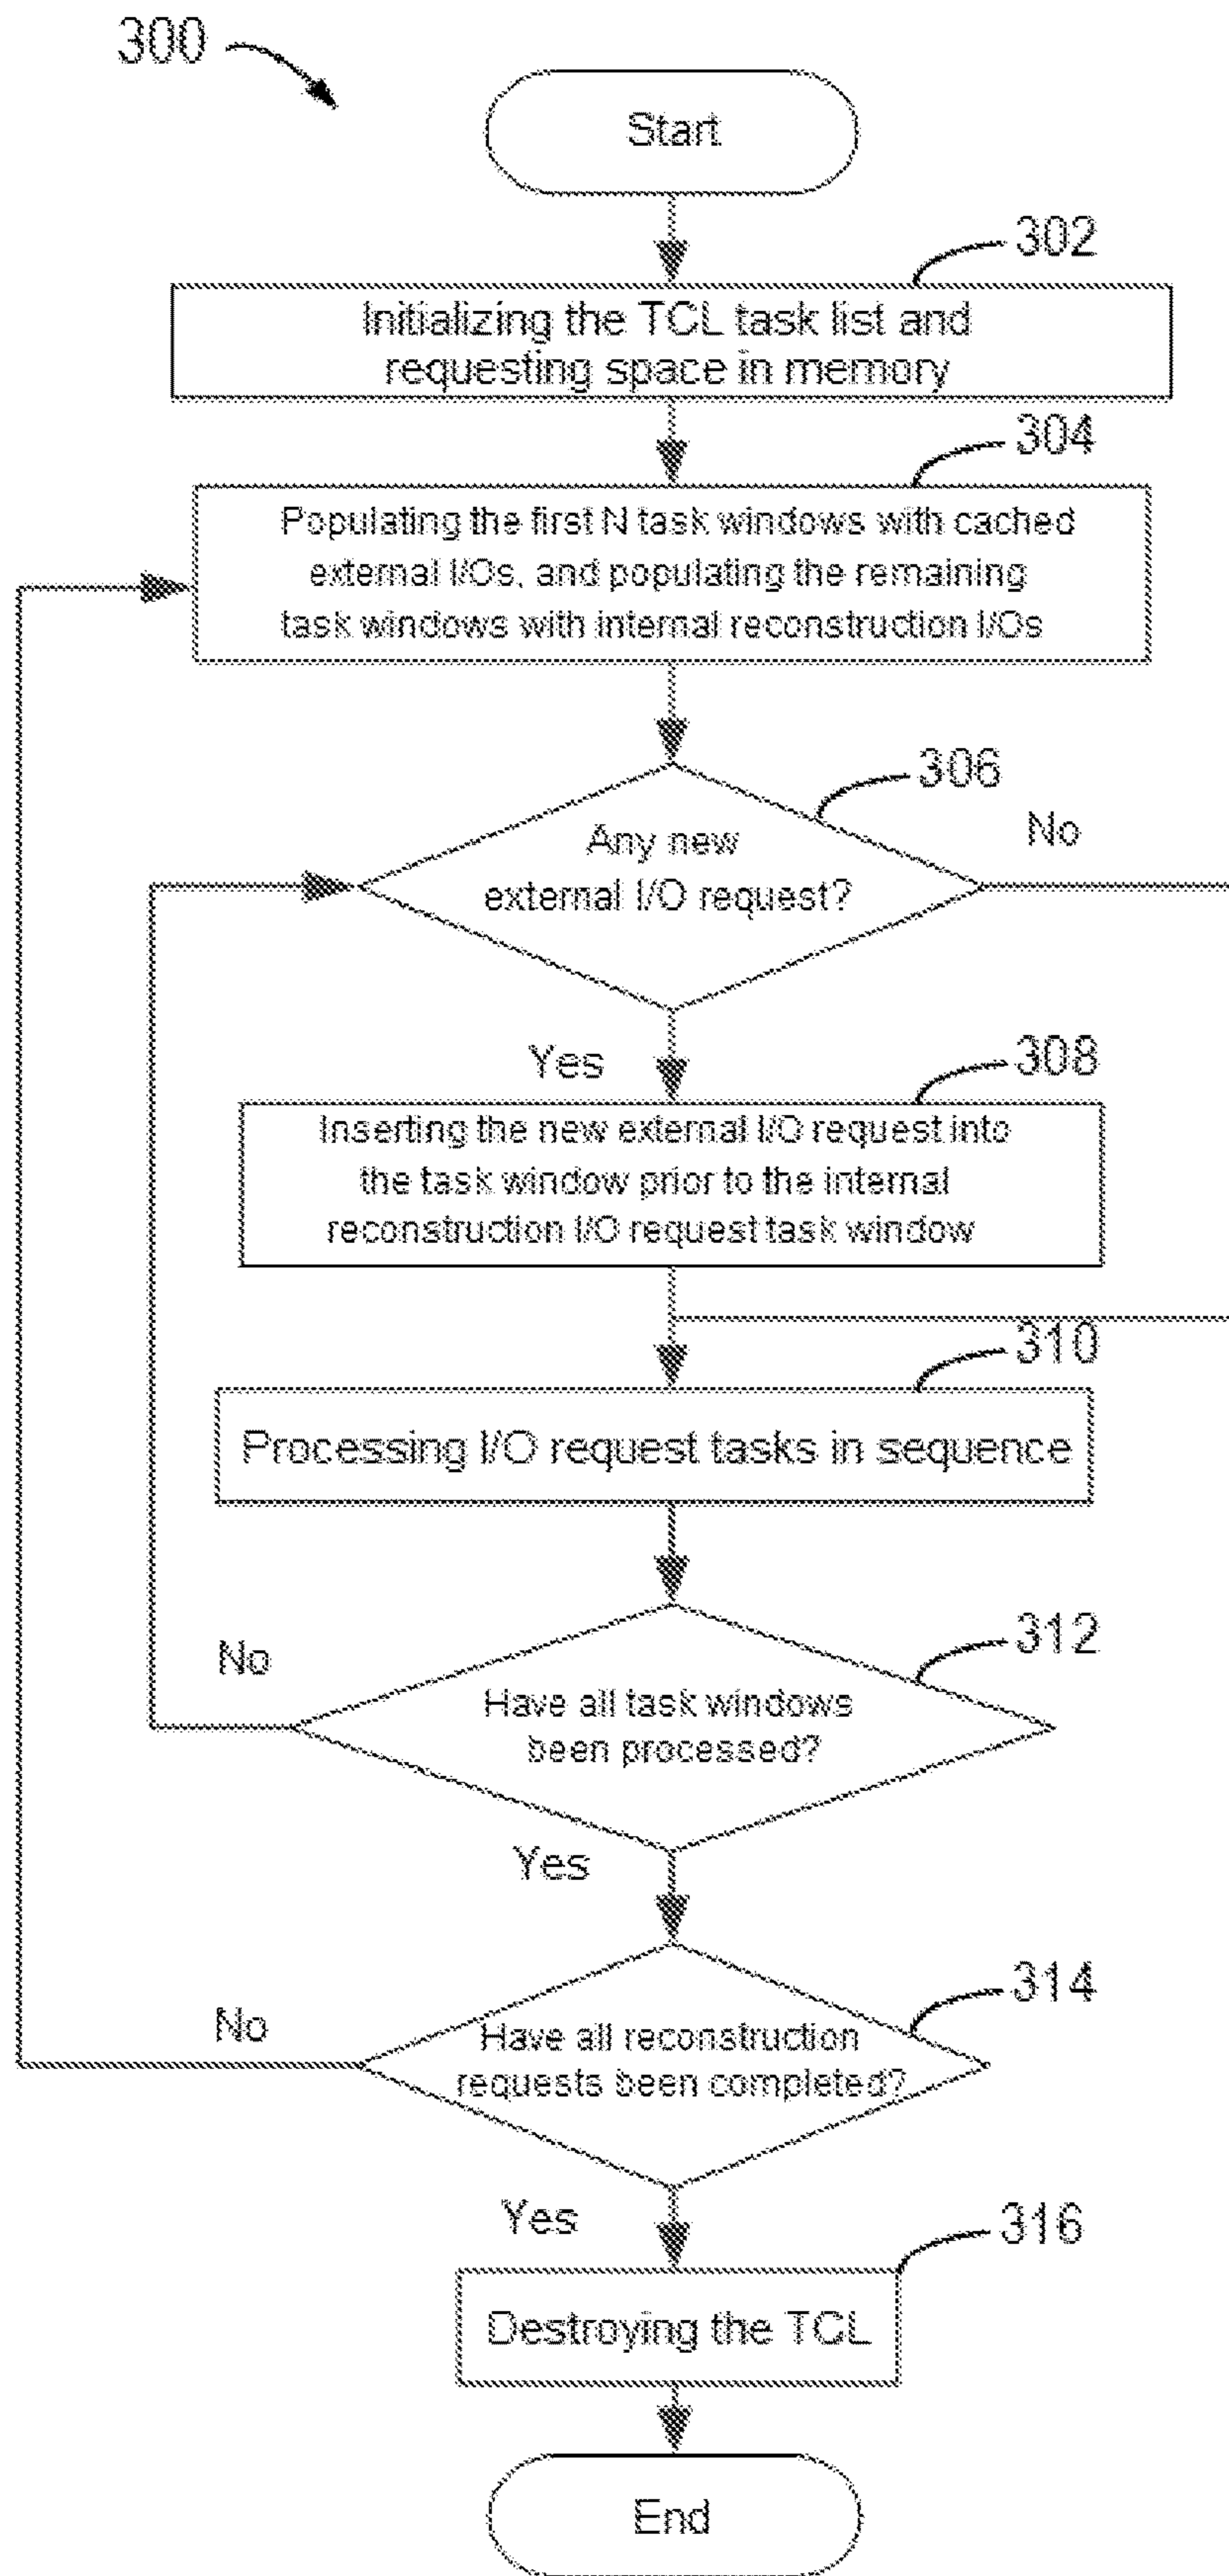 300
Start
302
Initializing the TCL task list and
requesting space in memory
304
Populating the first N task windows with cached
external I/Os, and populating the remaining
task windows with internal reconstruction I/Os
306
Any new
external I/O request?
No
Yes
308
Inserting the new external I/O request into
the task window prior to the internal
reconstruction I/O request task window
310
Processing I/O request tasks in sequence
312
No
Have all task windows
been processed?
Yes
314
No
Have all reconstruction
requests been completed?
Yes
316
Destroying the TCL
End